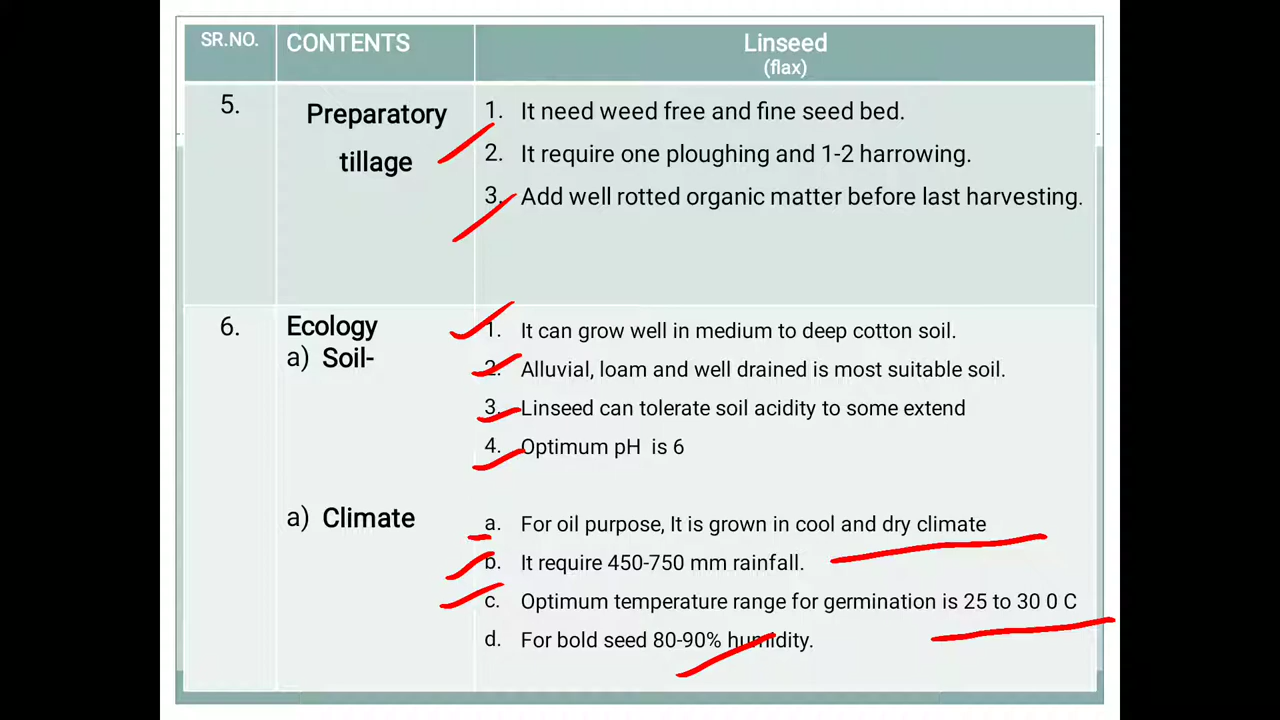 SR.NO. CONTENTS Linseed
(flax)
5. Preparatory
tillage
1. It need weed free and fine seed bed.
2. It require one ploughing and 1-2 harrowing.
3. Add well rotted organic matter before last harvesting.
6. Ecology
a) Soil-
1. It can grow well in medium to deep cotton soil.
2. Alluvial, loam and well drained is most suitable soil.
3. Linseed can tolerate soil acidity to some extend
4. Optimum pH is 6
a) Climate
a. For oil purpose, It is grown in cool and dry climate
b. It require 450-750 mm rainfall.
c. Optimum temperature range for germination is 25 to 30 0 C
d. For bold seed 80-90% humidity.